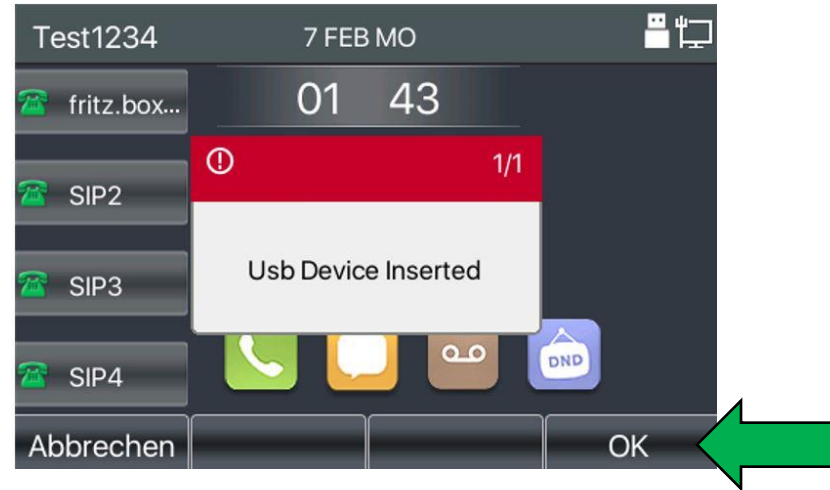 Test1234 7 FEB MO
fritz.box...
01 43
1/1
SIP2
Usb Device Inserted
SIP3
SIP4
DND
Abbrechen OK